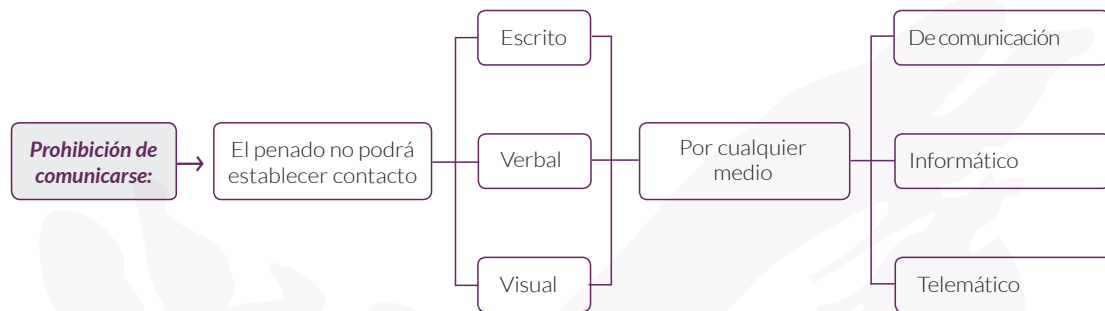 Prohibición de
comunicarse:
El penado no podrá
establecer contacto
Escrito
Verbal
Visual
Por cualquier
medio
De comunicación
Informático
Telemático